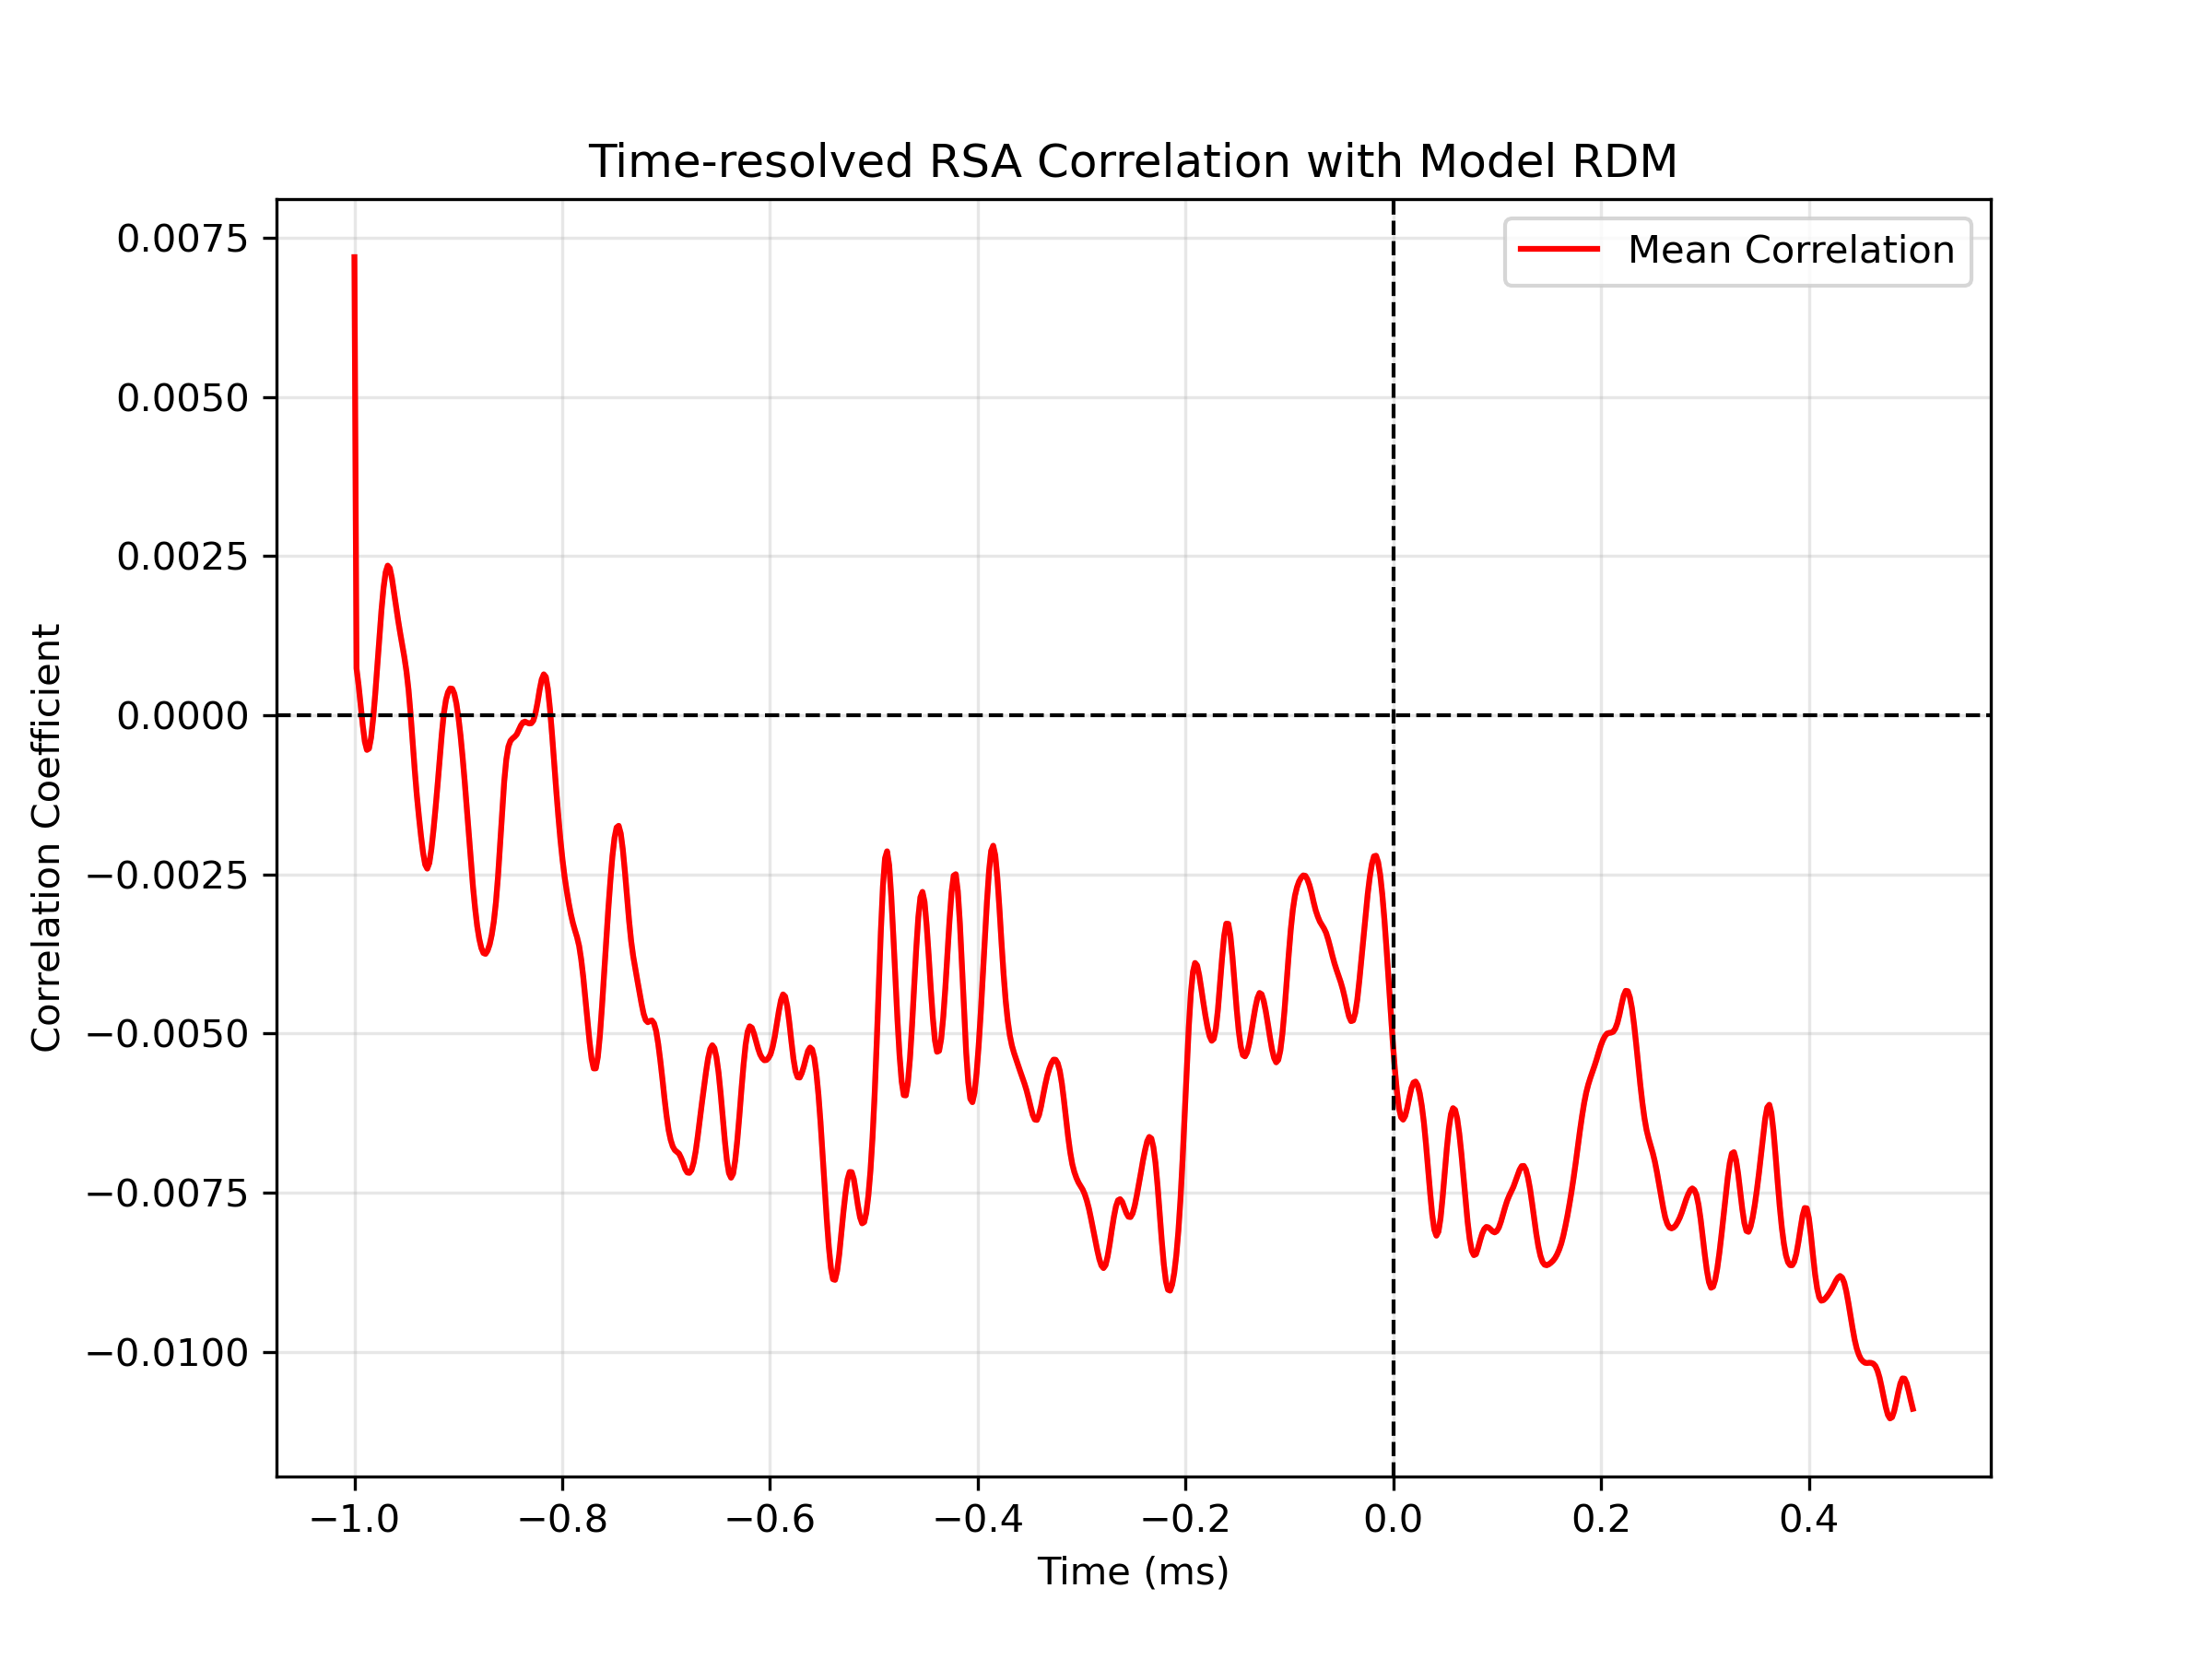 Time-resolved RSA Correlation with Model RDM
Mean Correlation
Correlation Coefficient
0.0075
0.0050
0.0025
0.0000
−0.0025
−0.0050
−0.0075
−0.0100
−1.0 −0.8 −0.6 −0.4 −0.2 0.0 0.2 0.4
Time (ms)